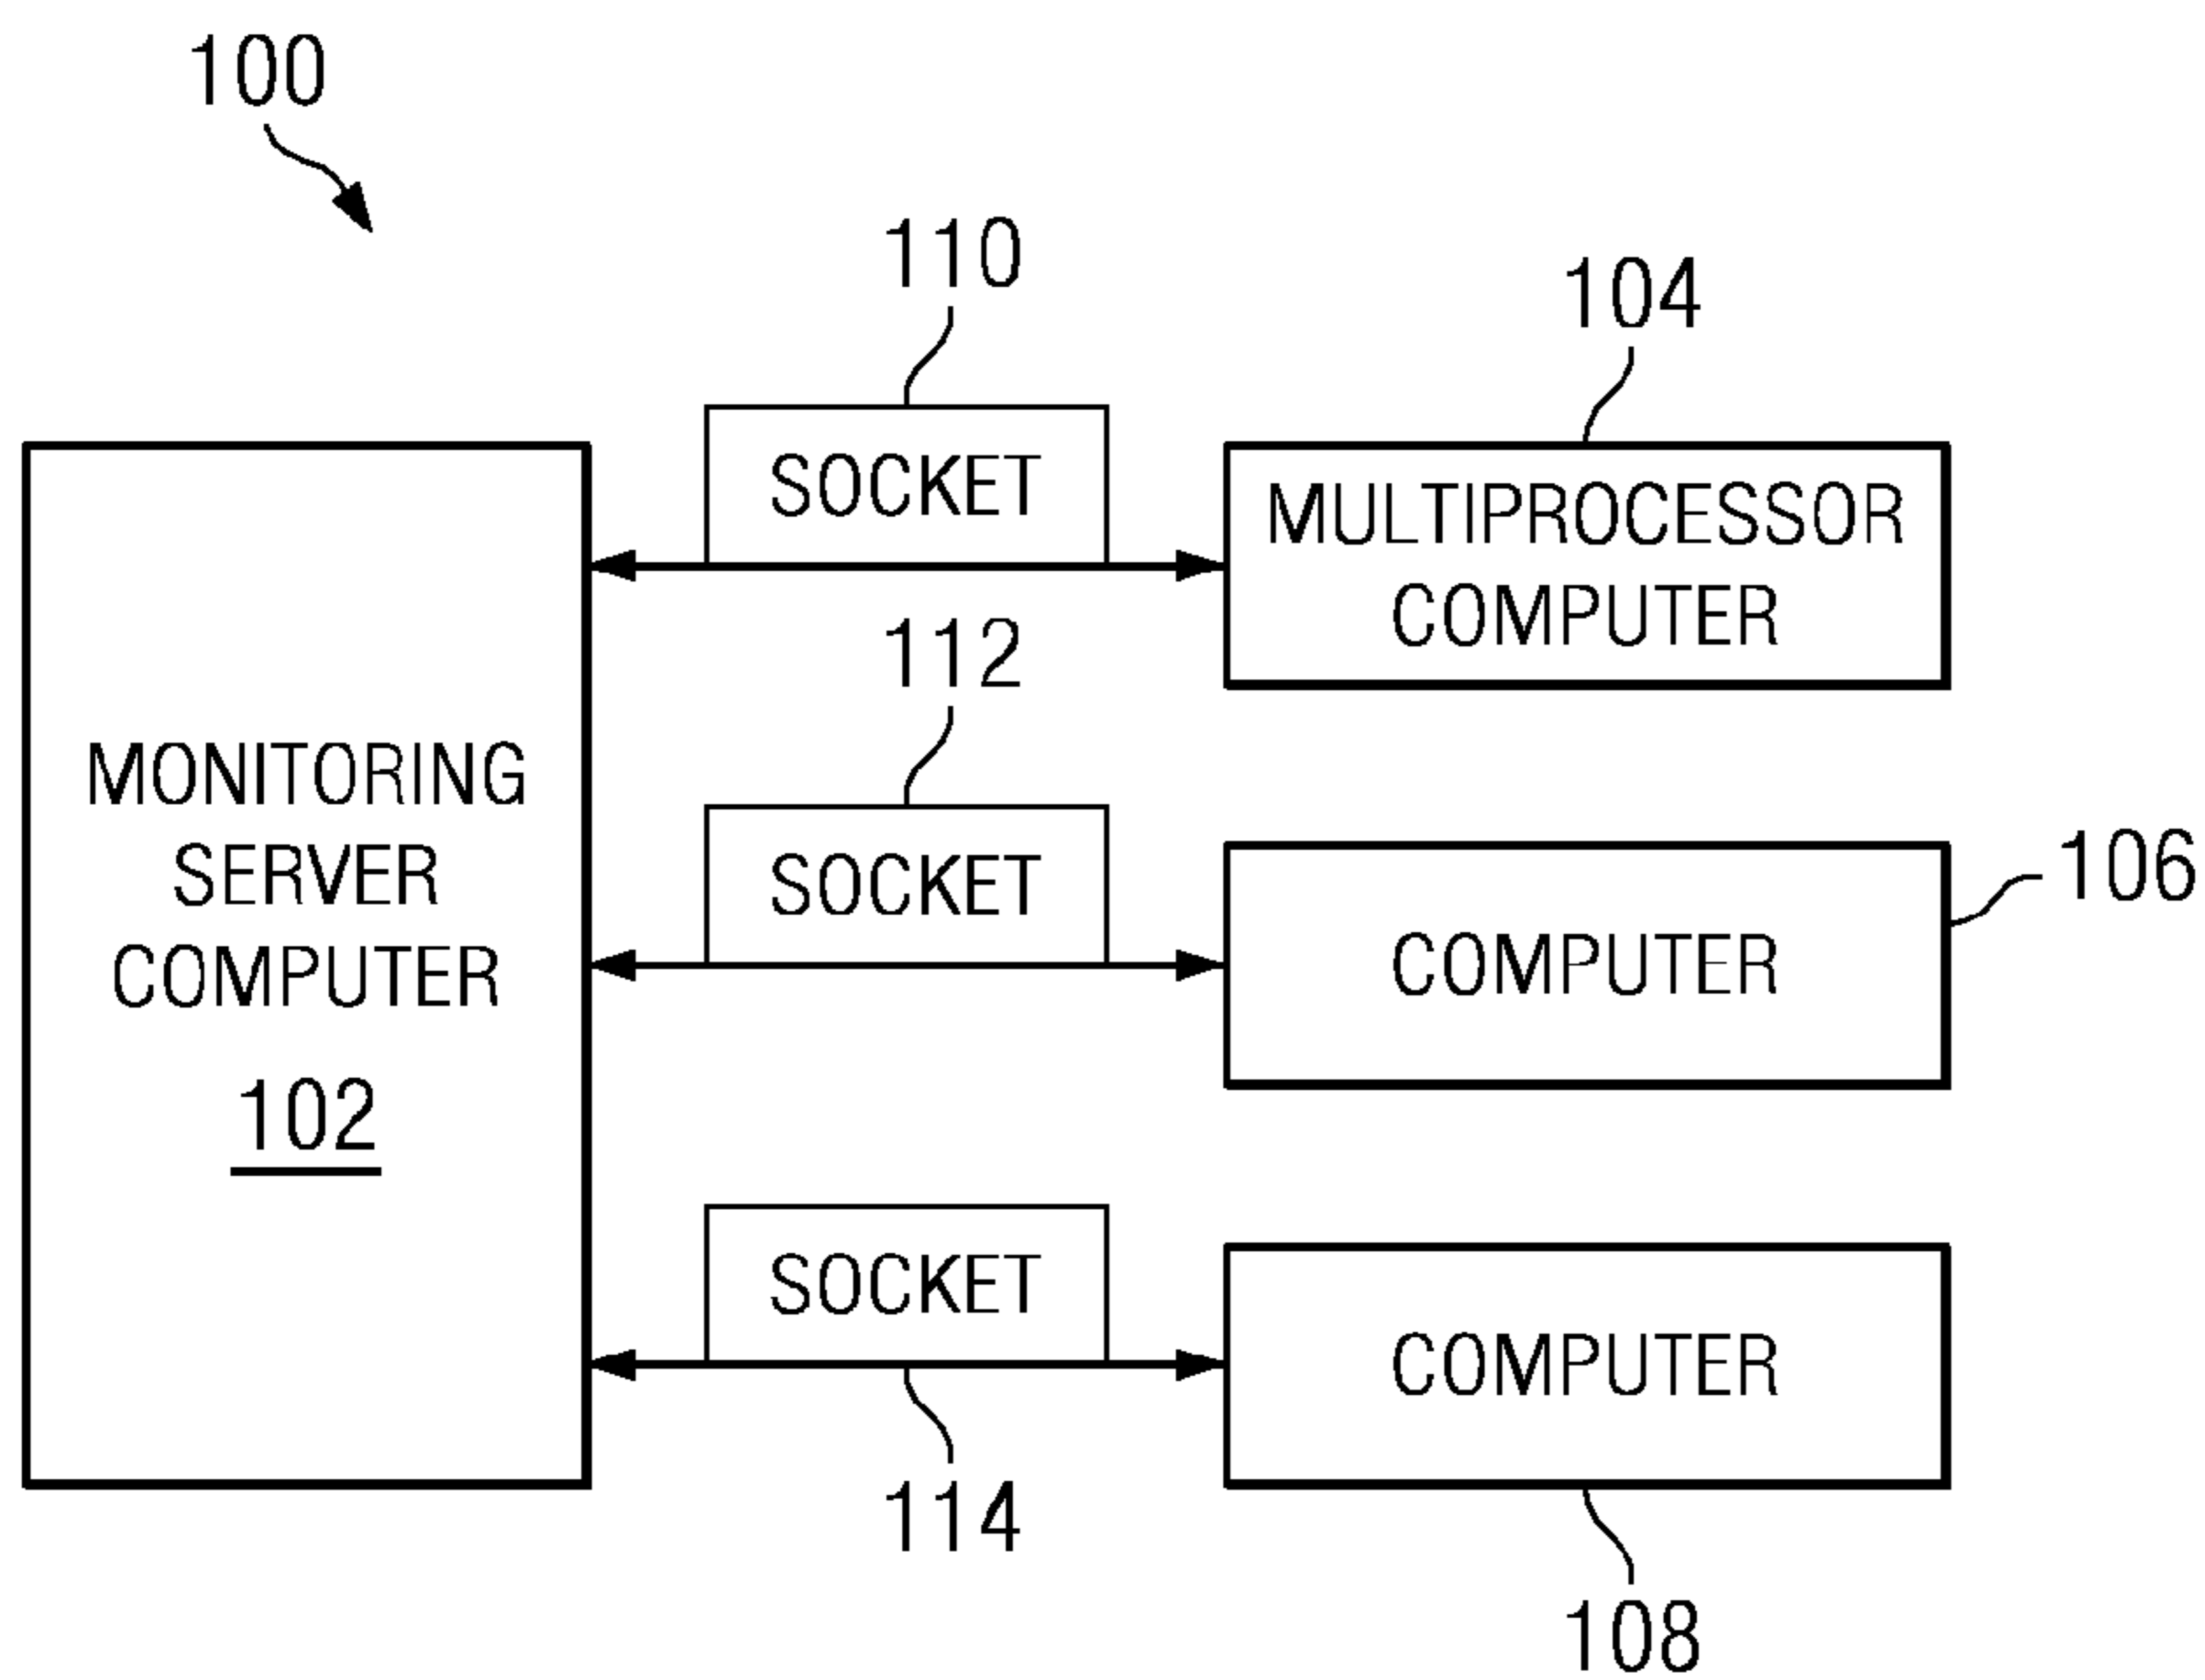 100
110
104
SOCKET
MULTIPROCESSOR
COMPUTER
112
MONITORING
SERVER
COMPUTER
102
SOCKET
COMPUTER
106
SOCKET
COMPUTER
114
108